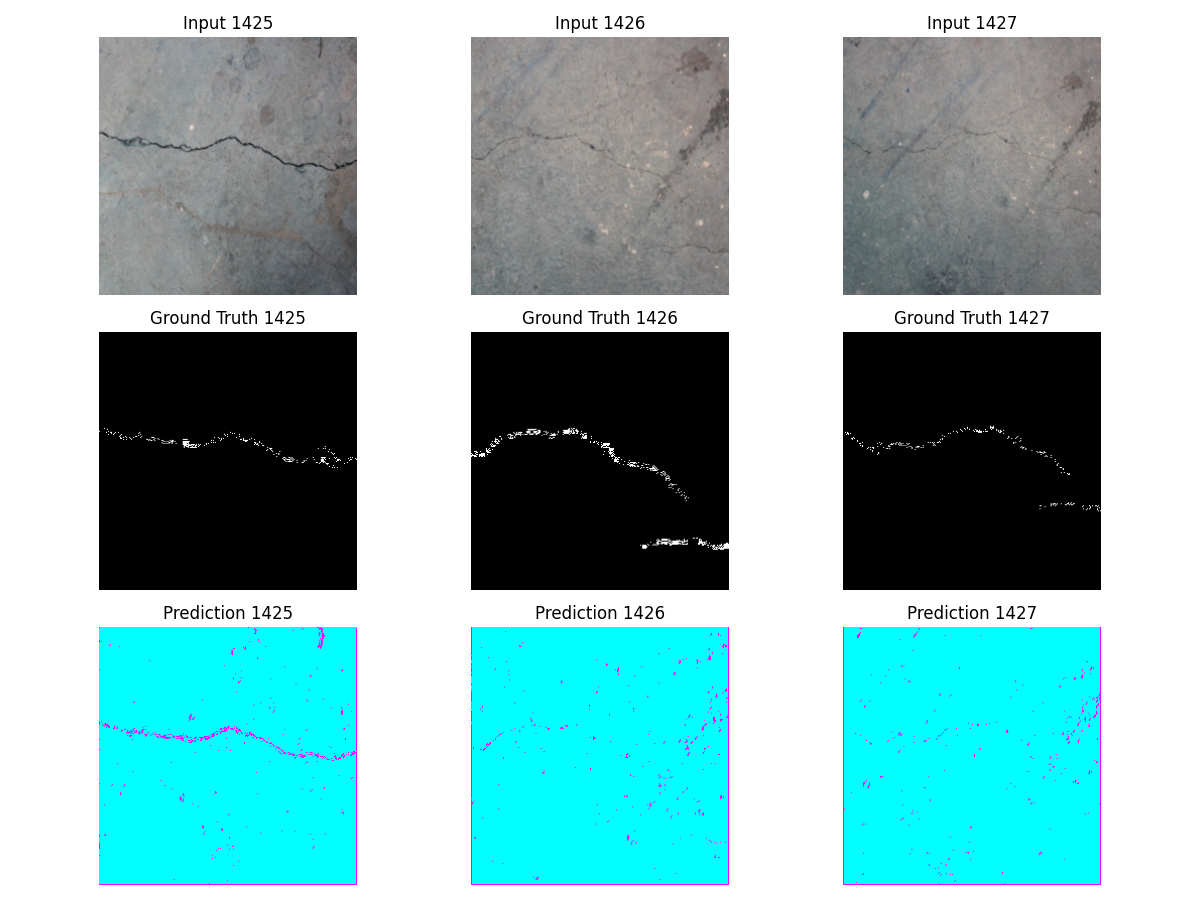 Input 1425
Input 1426
Input 1427
Ground Truth 1425
Ground Truth 1426
Ground Truth 1427
Prediction 1425
Prediction 1426
Prediction 1427